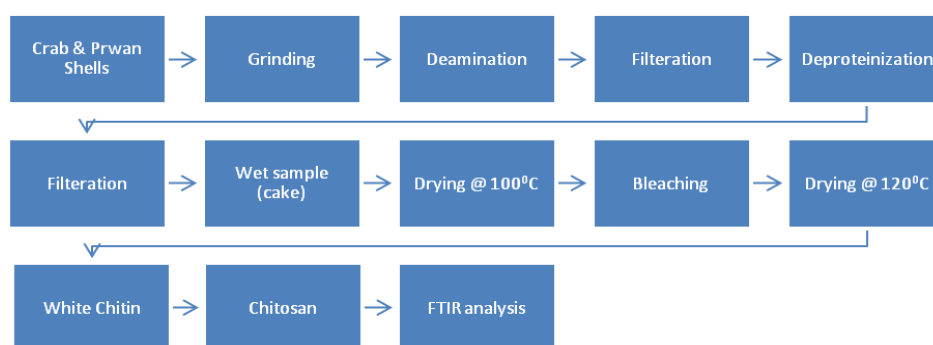 Crab & Prwan
Shells
Grinding
Deamination
Filteration
Deproteinization
Filteration
Wet sample
(cake)
Drying @ 100⁰C
Bleaching
Drying @ 120⁰C
White Chitin
Chitosan
FTIR analysis